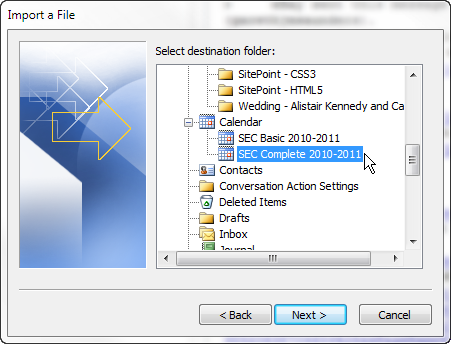 Import a File
Select destination folder:
SitePoint - CSS3
SitePoint - HTML5
Wedding - Alistair Kennedy and Ca
Calendar
SEC Basic 2010-2011
SEC Complete 2010-2011
Contacts
Conversation Action Settings
Deleted Items
Drafts
Inbox
Journal
< Back
Next >
Cancel